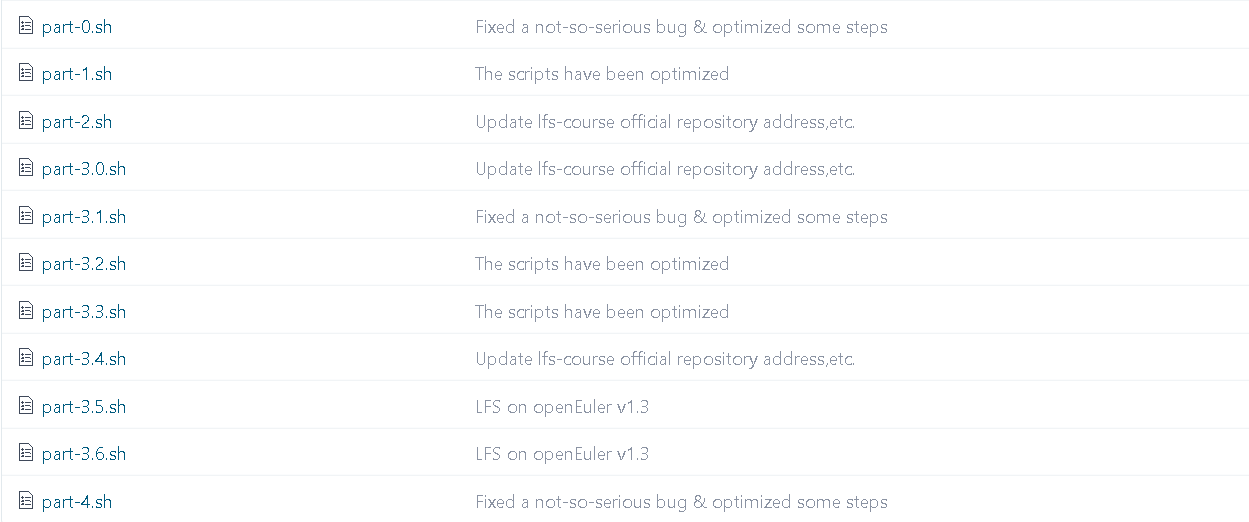 part-0.sh Fixed a not-so-serious bug & optimized some steps
part-1.sh The scripts have been optimized
part-2.sh Update lfs-course official repository address,etc.
part-3.0.sh Update lfs-course official repository address,etc.
part-3.1.sh Fixed a not-so-serious bug & optimized some steps
part-3.2.sh The scripts have been optimized
part-3.3.sh The scripts have been optimized
part-3.4.sh Update lfs-course official repository address,etc.
part-3.5.sh LFS on openEuler v1.3
part-3.6.sh LFS on openEuler v1.3
part-4.sh Fixed a not-so-serious bug & optimized some steps